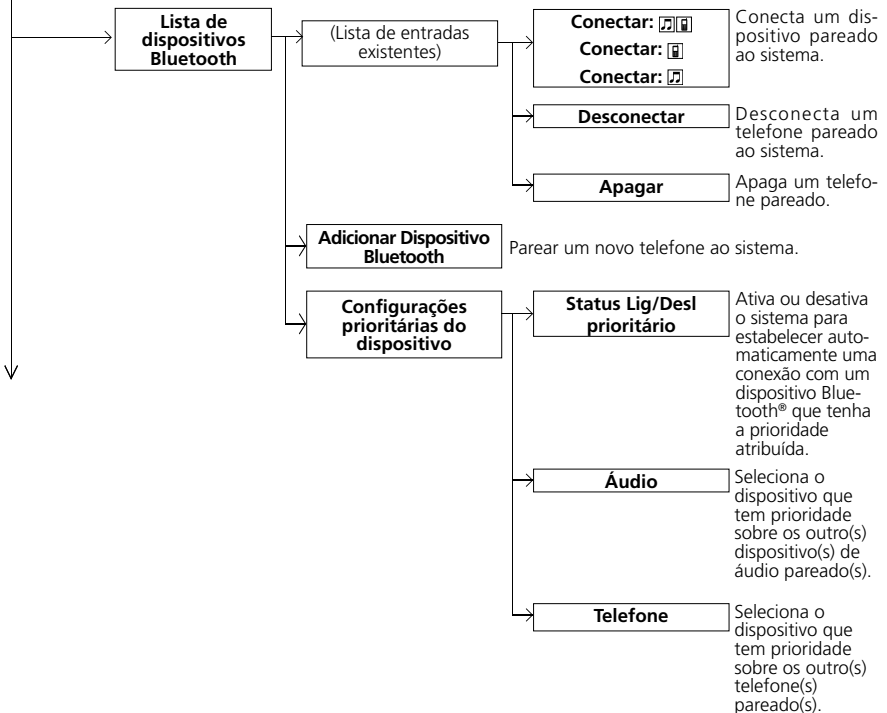 Lista de
dispositivos
Bluetooth
(Lista de entradas
existentes)
Conectar:
Conectar:
Conectar:
Conecta um dis-
positivo pareado
ao sistema.
Desconectar
Desconecta um
telefone pareado
ao sistema.
Apagar
Apaga um telefo-
ne pareado.
Adicionar Dispositivo
Bluetooth
Parear um novo telefone ao sistema.
Configurações
prioritárias do
dispositivo
Status Lig/Desl
prioritário
Ativa ou desativa
o sistema para
estabelecer auto-
maticamente uma
conexão com um
dispositivo Blue-
tooth® que tenha
a prioridade
atribuída.
Áudio
Seleciona o
dispositivo que
tem prioridade
sobre os outro(s)
dispositivo(s) de
áudio pareado(s).
Telefone
Seleciona o
dispositivo que
tem prioridade
sobre os outro(s)
telefone(s)
pareado(s).